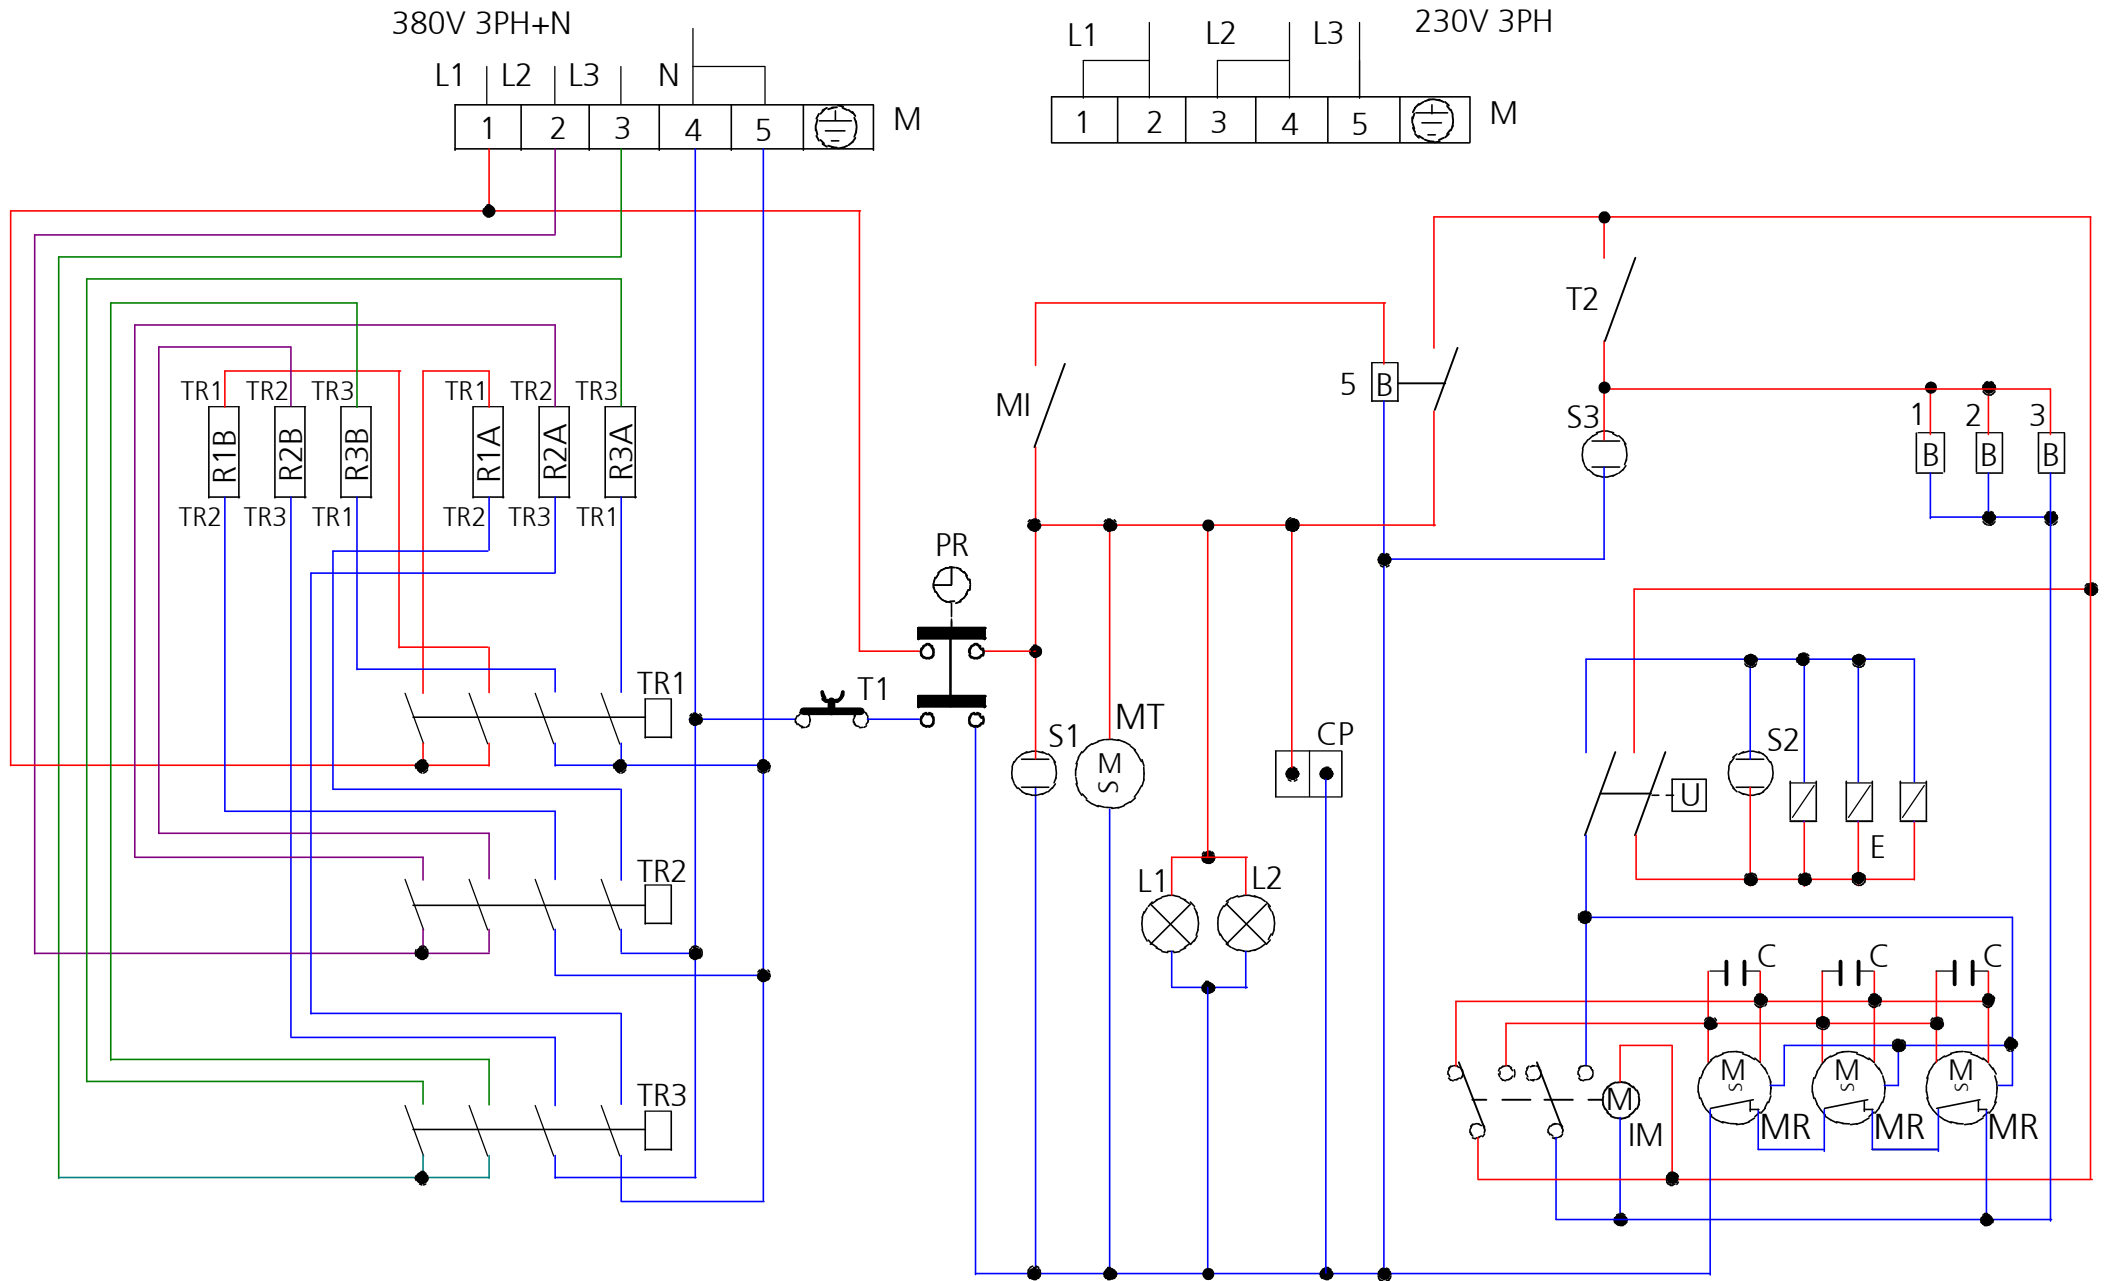 380V 3PH+N
230V 3PH
L1 L2 L3 N
L1 L2 L3
1 2 3 4 5 M
1 2 3 4 5 M
T2
TR1 TR2 TR3 TR1 TR2 TR3
R1B R2B R3B R1A R2A R3A
TR2 TR3 TR1 TR2 TR3 TR1
MI
5 B
S3
1 2 3
B B B
PR
TR1
T1
S1
MT
M
S
CP
S2
U
E
TR2
L1 L2
C C C
TR3
M
IM
M M M
S S S
MR MR MR